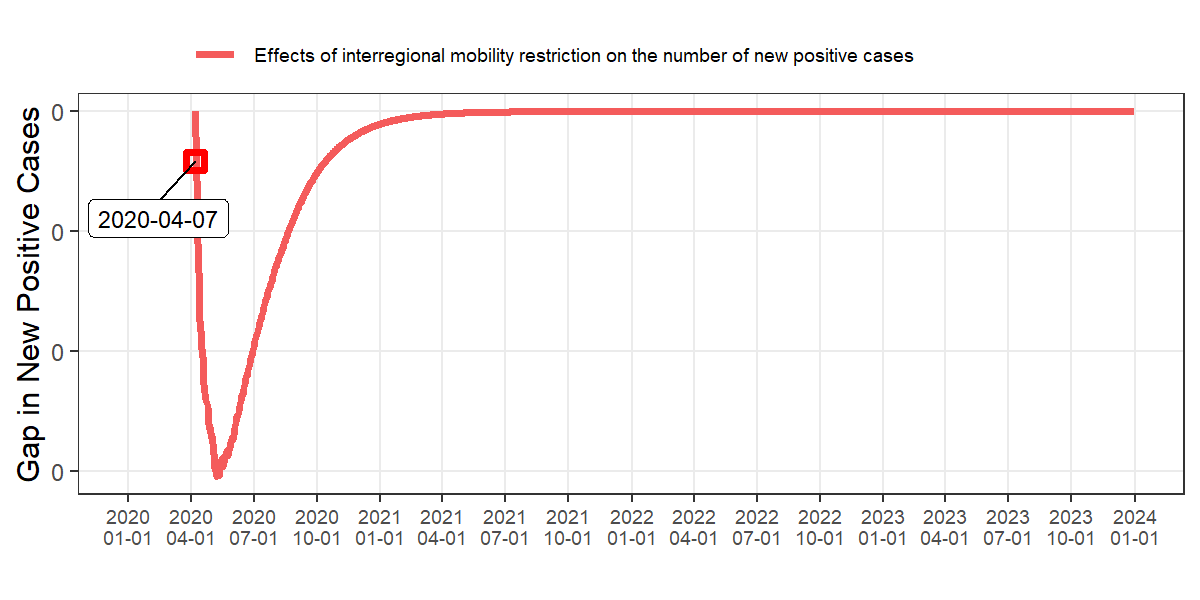 Effects of interregional mobility restriction on the number of new positive cases
Gap in New Positive Cases
0
0
0
0
2020-04-07
2020 2020 2020 2020 2021 2021 2021 2021 2022 2022 2022 2022 2023 2023 2023 2023 2024
01-01 04-01 07-01 10-01 01-01 04-01 07-01 10-01 01-01 04-01 07-01 10-01 01-01 04-01 07-01 10-01 01-01